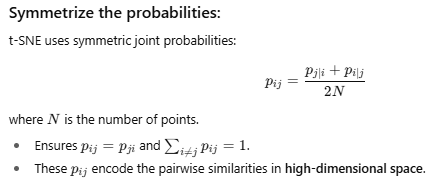 Symmetrize the probabilities:
t-SNE uses symmetric joint probabilities:
p_{ij} = \frac{p_{j|i} + p_{i|j}}{2N}
where N is the number of points.
• Ensures p_{ij} = p_{ji} and \sum_{i \neq j} p_{ij} = 1.
• These p_{ij} encode the pairwise similarities in high-dimensional space.